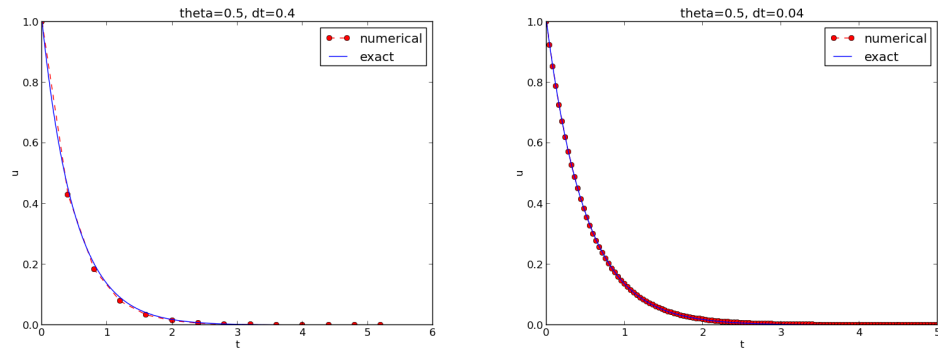 theta=0.5, dt=0.4
numerical
exact
1.0
0.8
0.6
0.4
0.2
0.0
u
0 1 2 3 4 5 6
t
theta=0.5, dt=0.04
numerical
exact
1.0
0.8
0.6
0.4
0.2
0.0
u
0 1 2 3 4 5
t